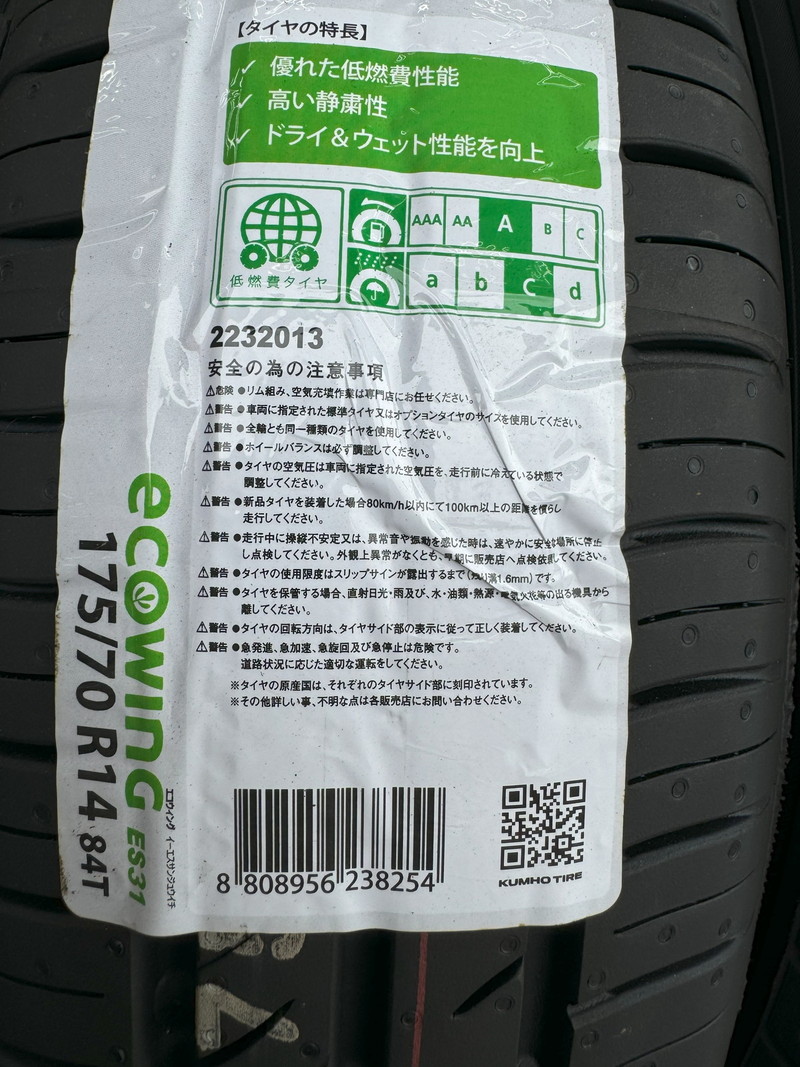 【タイヤの特長】
✓ 優れた低燃費性能
✓ 高い静粛性
✓ ドライ&ウェット性能を向上
低燃費タイヤ
AAA AA A B C
a b c d
2232013
安全の為の注意事項
⚠危険 ●リム組み、空気充填作業は専門店にお任せください。
⚠警告 ●車両に指定された標準タイヤ又はオプションタイヤのサイズを使用してください。
⚠警告 ●全輪とも同一種類のタイヤを使用してください。
⚠警告 ●ホイールバランスは必ず調整してください。
⚠警告 ●タイヤの空気圧は車両に指定された空気圧を、走行前に冷えている状態で
調整してください。
⚠警告 ●新品タイヤを装着した場合80km/h以内にて100km以上の距離を慣らし
走行してください。
⚠警告 ●走行中に操縦不安定又は、異常音や振動を感じた時は、速やかに安全な場所に停止
し点検してください。外観上異常がなくとも、早期に販売店へ点検依頼してください。
⚠警告 ●タイヤの使用限度はスリップサインが露出するまで(残り溝1.6mm)です。
⚠警告 ●タイヤを保管する場合、直射日光・雨及び、水・油類・熱源・電気火花等の出る機具から
離してください。
⚠警告 ●タイヤの回転方向は、タイヤサイド部の表示に従って正しく装着してください。
⚠警告 ●急発進、急加速、急旋回及び急停止は危険です。
道路状況に応じた適切な運転をしてください。
※タイヤの原産国は、それぞれのタイヤサイド部に刻印されています。
※その他詳しい事、不明な点は各販売店にお問い合わせください。
8 808956 238254
KUMHO TIRE
ecOWING ES31
エコウィング イーエスサンジュウイチ
175/70 R14 84T